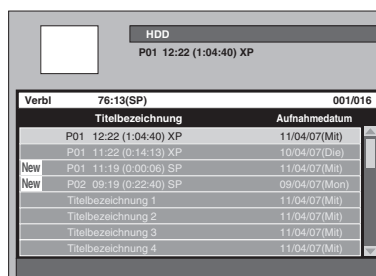 HDD
P01 12:22 (1:04:40) XP
Verbl 76:13(SP) 001/016
Titelbezeichnung Aufnahmedatum
P01 12:22 (1:04:40) XP 11/04/07(Mit)
P01 11:22 (0:14:13) XP 10/04/07(Die)
New P01 11:19 (0:00:06) SP 11/04/07(Mit)
New P02 09:19 (0:22:40) SP 09/04/07(Mon)
Titelbezeichnung 1 11/04/07(Mit)
Titelbezeichnung 2 11/04/07(Mit)
Titelbezeichnung 3 11/04/07(Mit)
Titelbezeichnung 4 11/04/07(Mit)